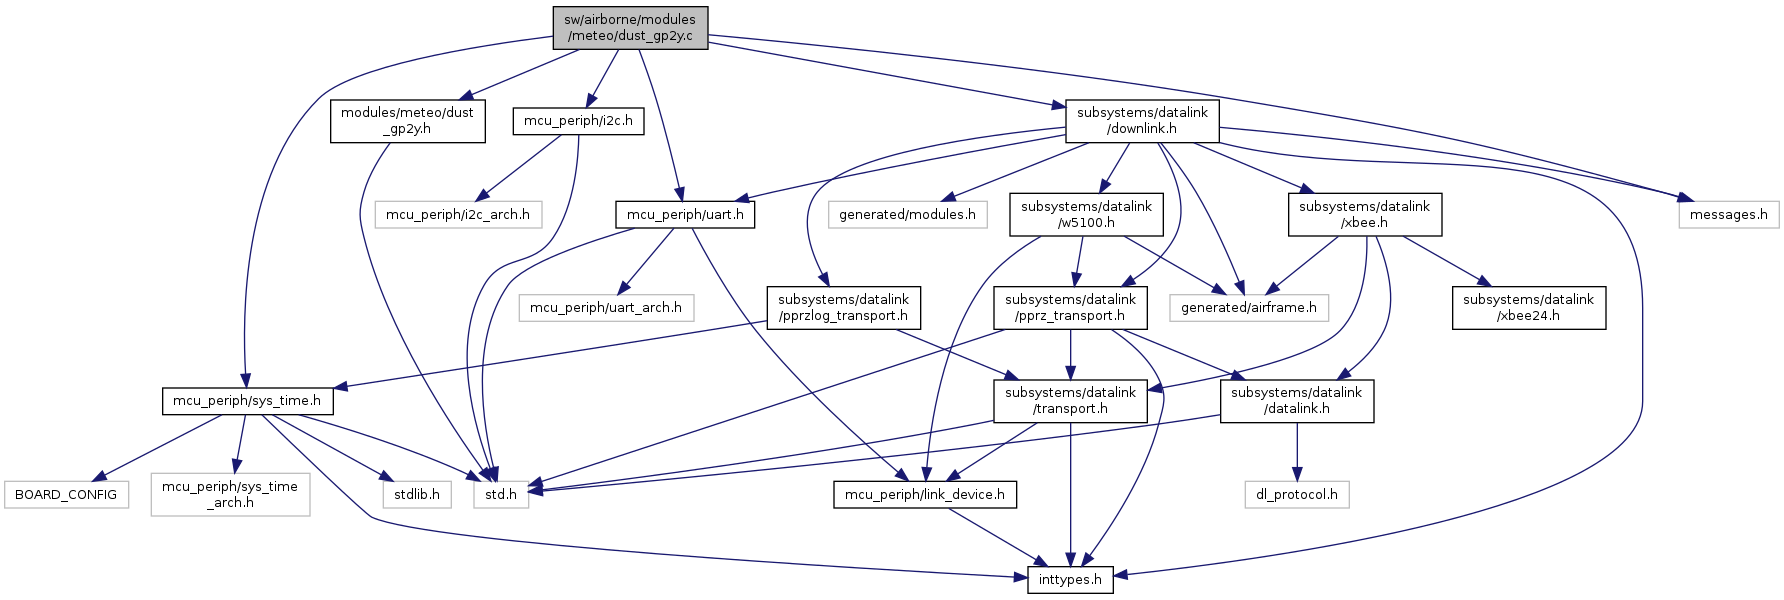 sw/airborne/modules
/meteo/dust_gp2y.c
modules/meteo/dust
_gp2y.h
mcu_periph/i2c.h
subsystems/datalink
/downlink.h
mcu_periph/i2c_arch.h
mcu_periph/uart.h
generated/modules.h
subsystems/datalink
/w5100.h
subsystems/datalink
/xbee.h
messages.h
mcu_periph/uart_arch.h
subsystems/datalink
/pprzlog_transport.h
subsystems/datalink
/pprz_transport.h
generated/airframe.h
subsystems/datalink
/xbee24.h
mcu_periph/sys_time.h
subsystems/datalink
/transport.h
subsystems/datalink
/datalink.h
BOARD_CONFIG
mcu_periph/sys_time
_arch.h
stdlib.h
std.h
mcu_periph/link_device.h
dl_protocol.h
inttypes.h